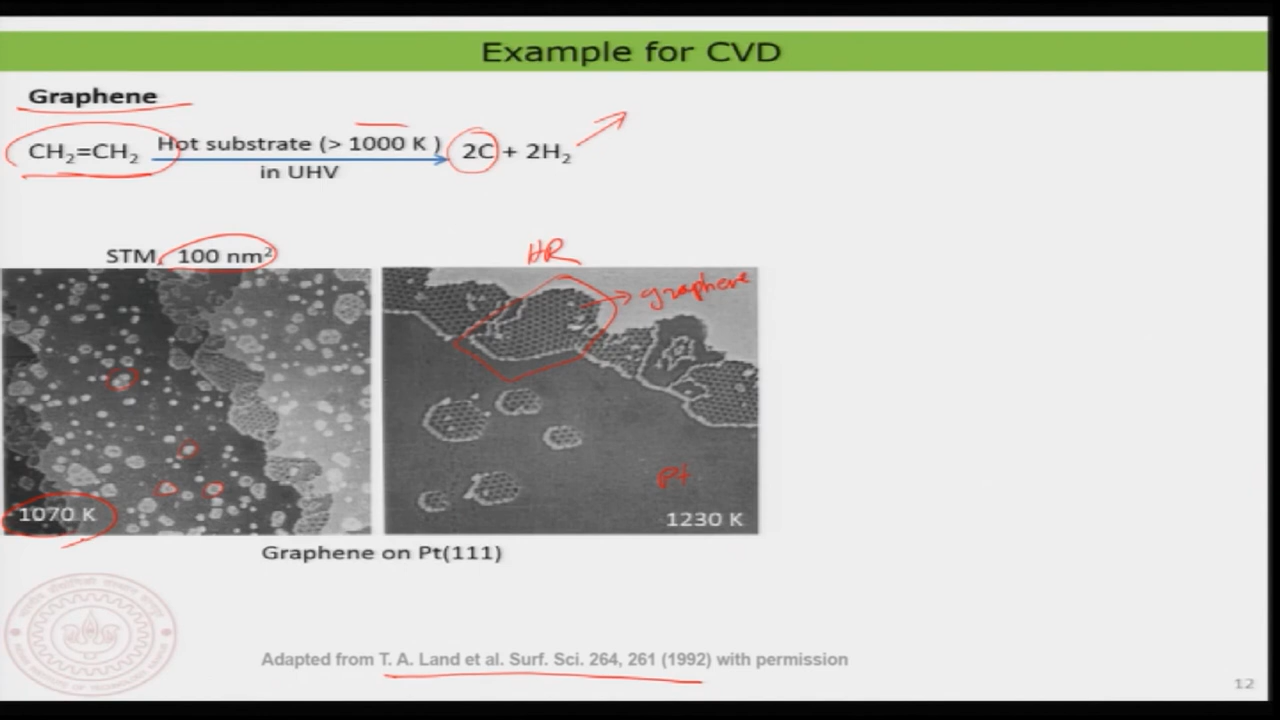 Example for CVD
Graphene
CH₂=CH₂ Hot substrate (> 1000 K ) 2C + 2H₂
in UHV
STM, 100 nm²
HR
graphene
Pt
1070 K
1230 K
Graphene on Pt(111)
Adapted from T. A. Land et al. Surf. Sci. 264, 261 (1992) with permission
12